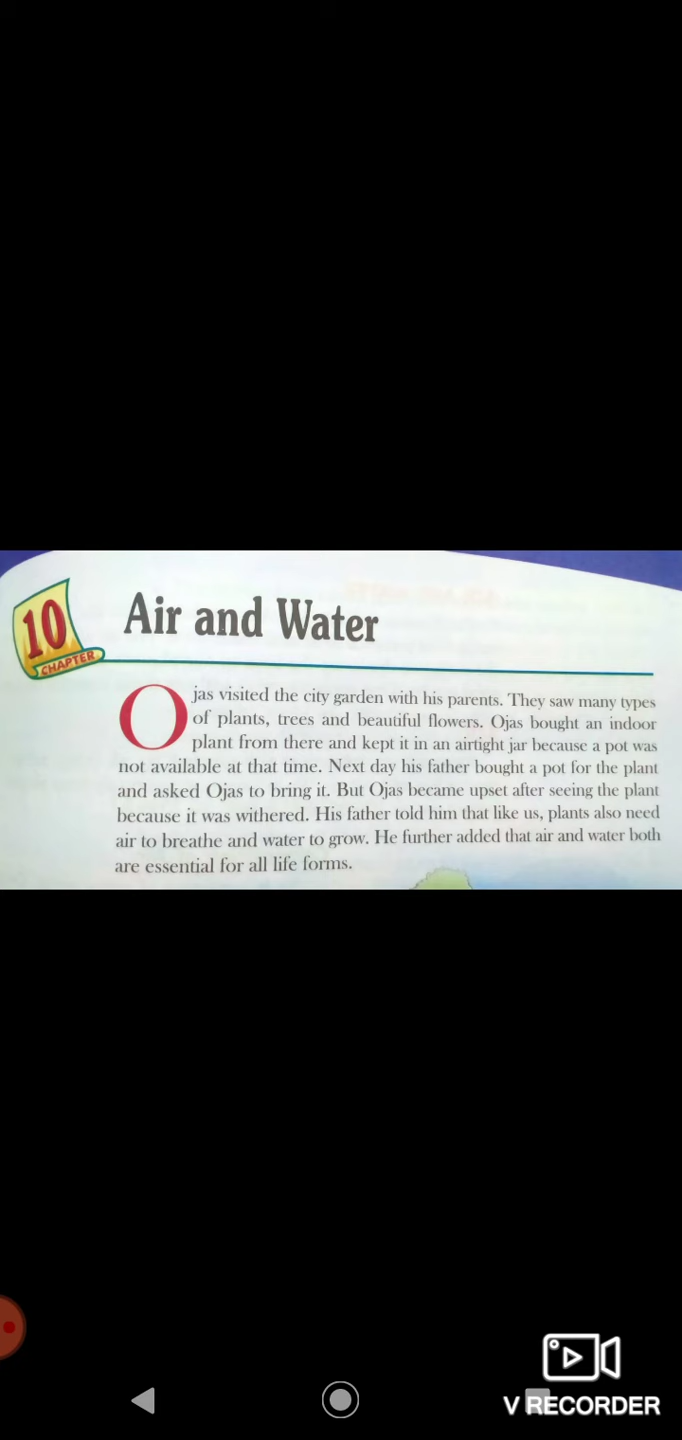 10
CHAPTER
Air and Water
Ojas visited the city garden with his parents. They saw many types
of plants, trees and beautiful flowers. Ojas bought an indoor
plant from there and kept it in an airtight jar because a pot was
not available at that time. Next day his father bought a pot for the plant
and asked Ojas to bring it. But Ojas became upset after seeing the plant
because it was withered. His father told him that like us, plants also need
air to breathe and water to grow. He further added that air and water both
are essential for all life forms.
V RECORDER